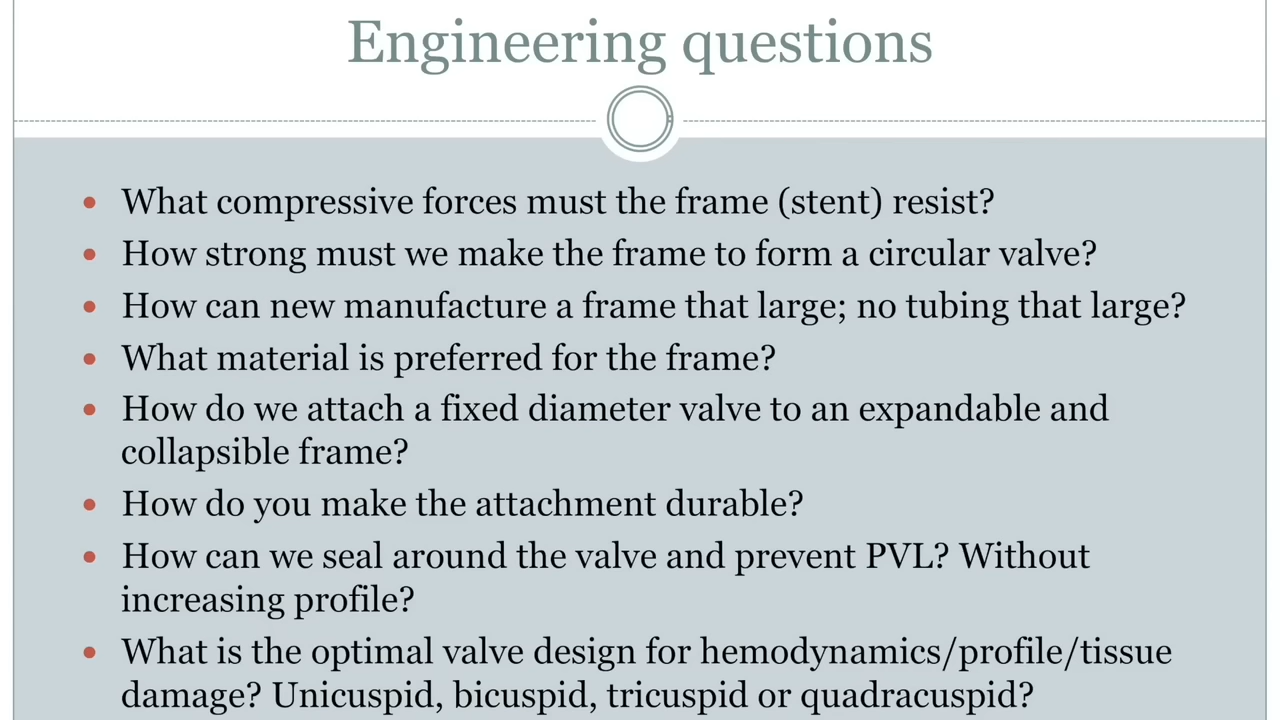 Engineering questions
• What compressive forces must the frame (stent) resist?
• How strong must we make the frame to form a circular valve?
• How can new manufacture a frame that large; no tubing that large?
• What material is preferred for the frame?
• How do we attach a fixed diameter valve to an expandable and
collapsible frame?
• How do you make the attachment durable?
• How can we seal around the valve and prevent PVL? Without
increasing profile?
• What is the optimal valve design for hemodynamics/profile/tissue
damage? Unicuspid, bicuspid, tricuspid or quadracuspid?